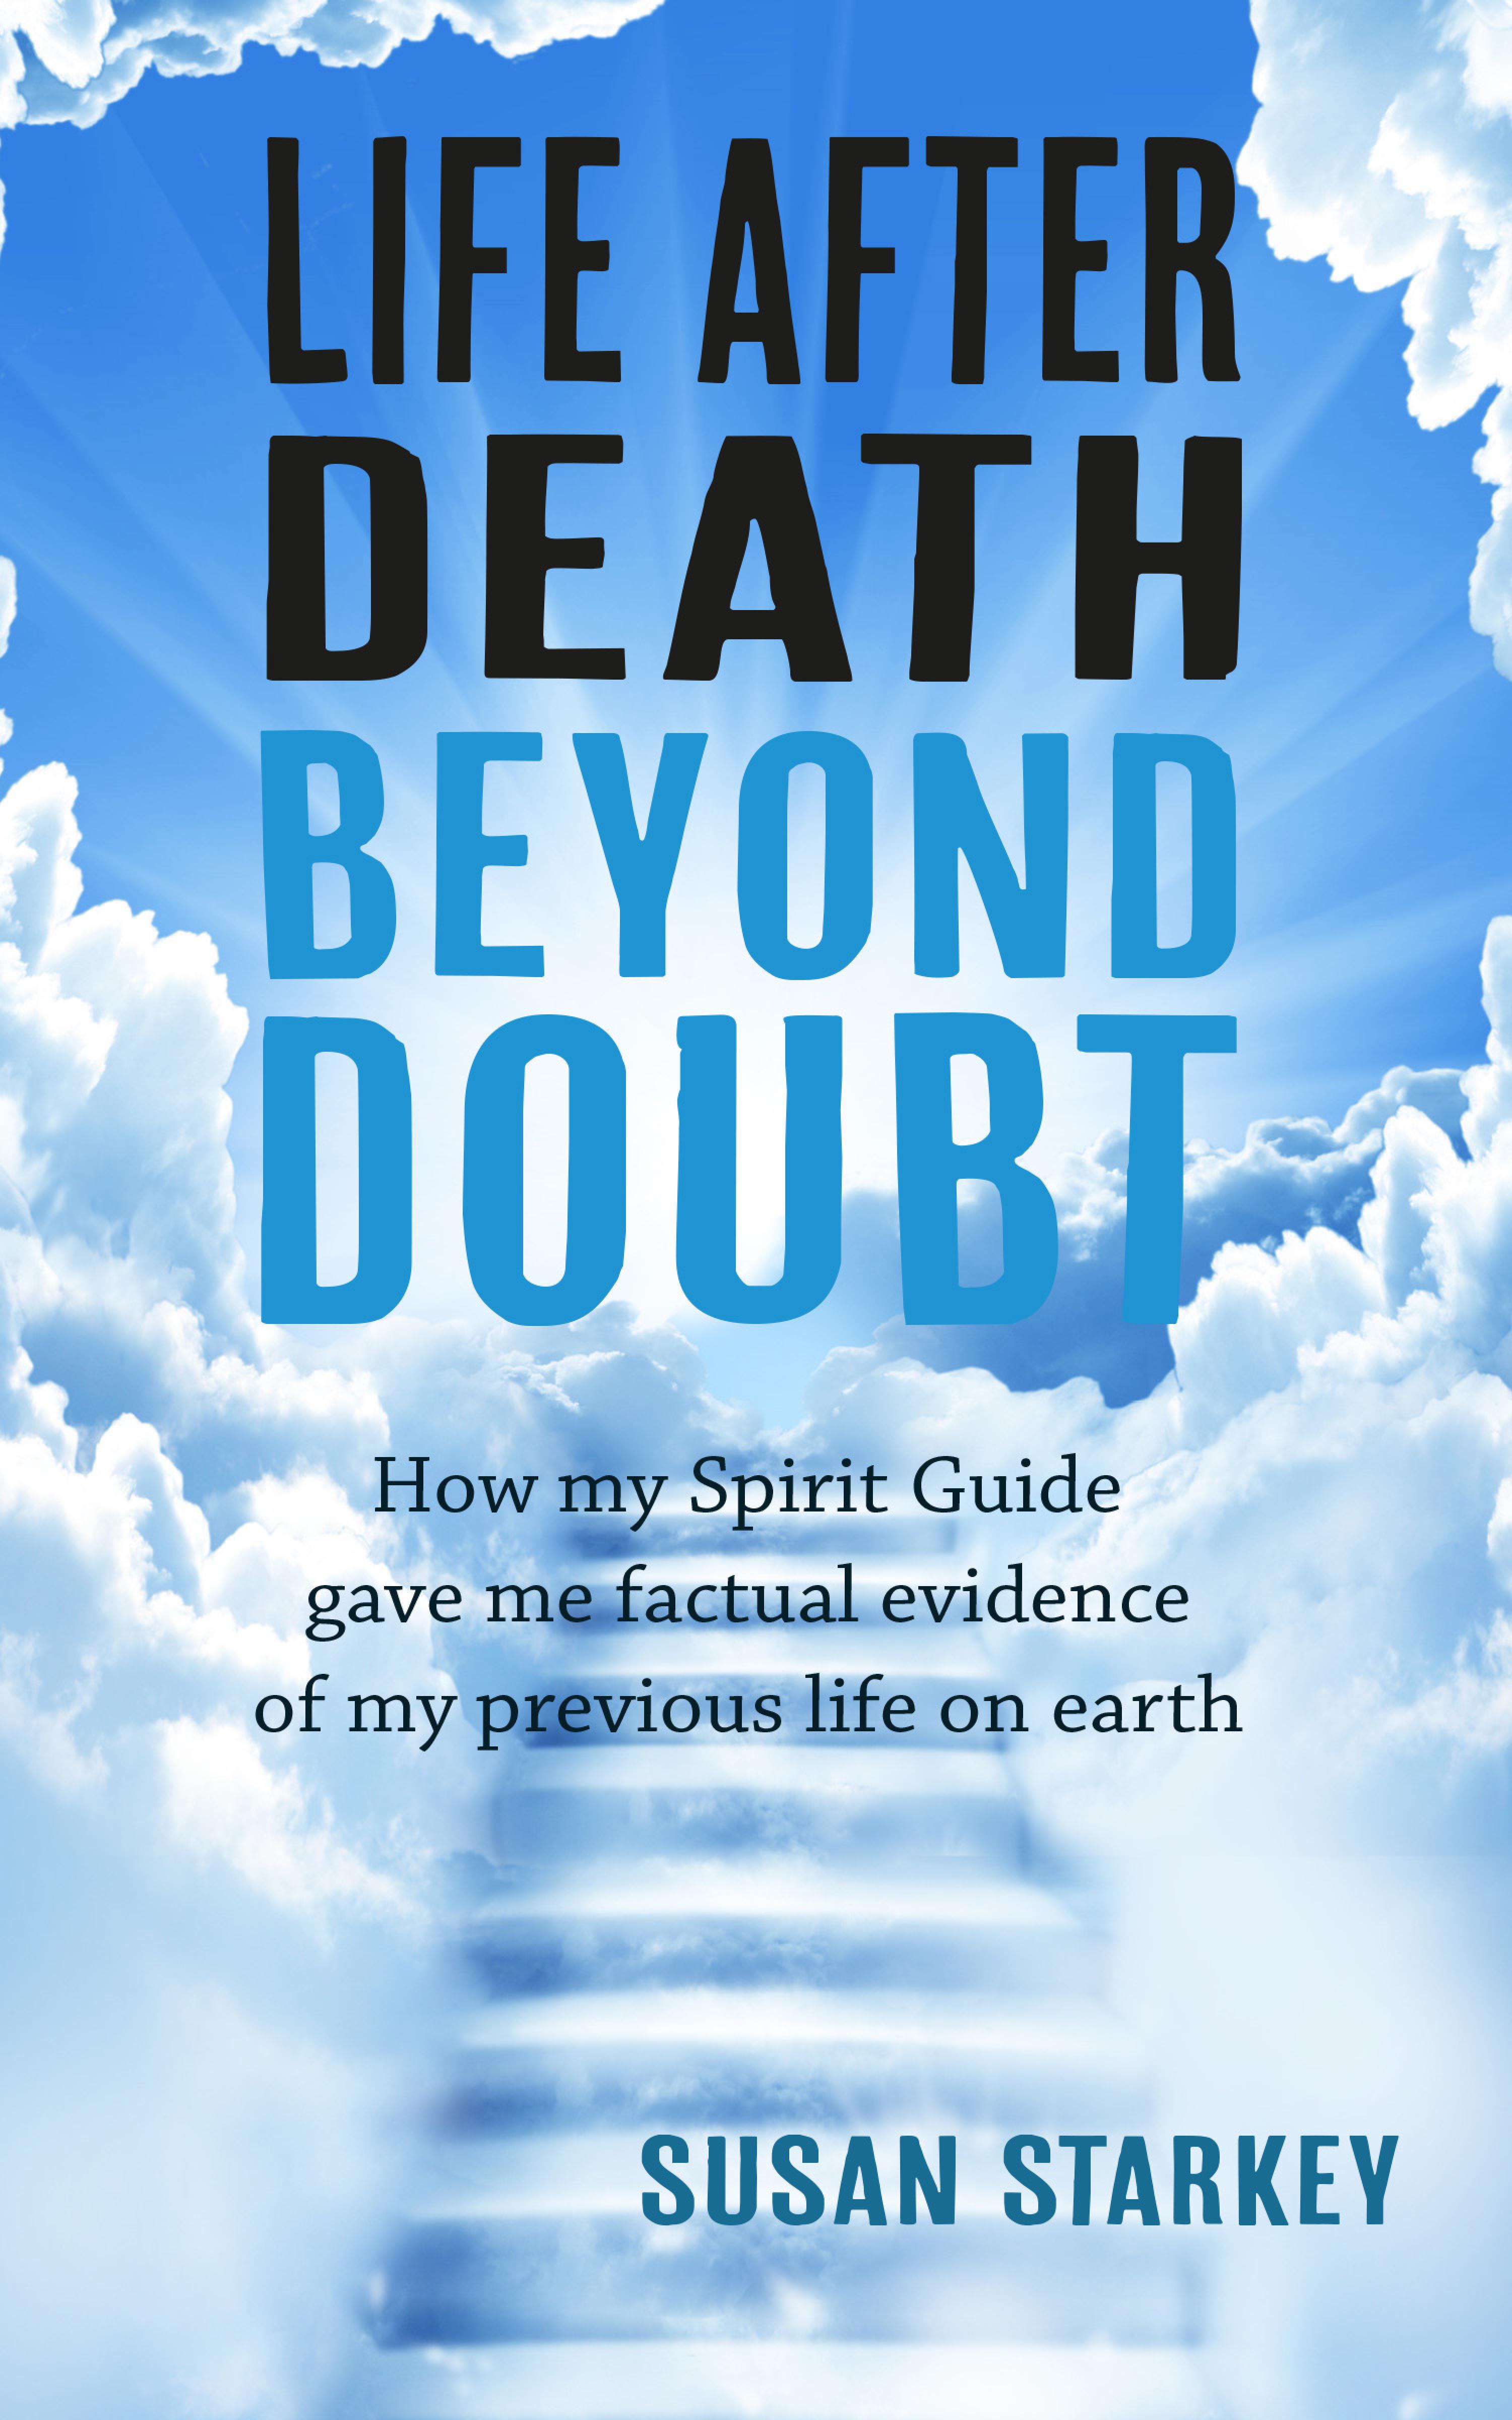 LIFE AFTER
DEATH
BEYOND
DOUBT
How my Spirit Guide
gave me factual evidence
of my previous life on earth
SUSAN STARKEY